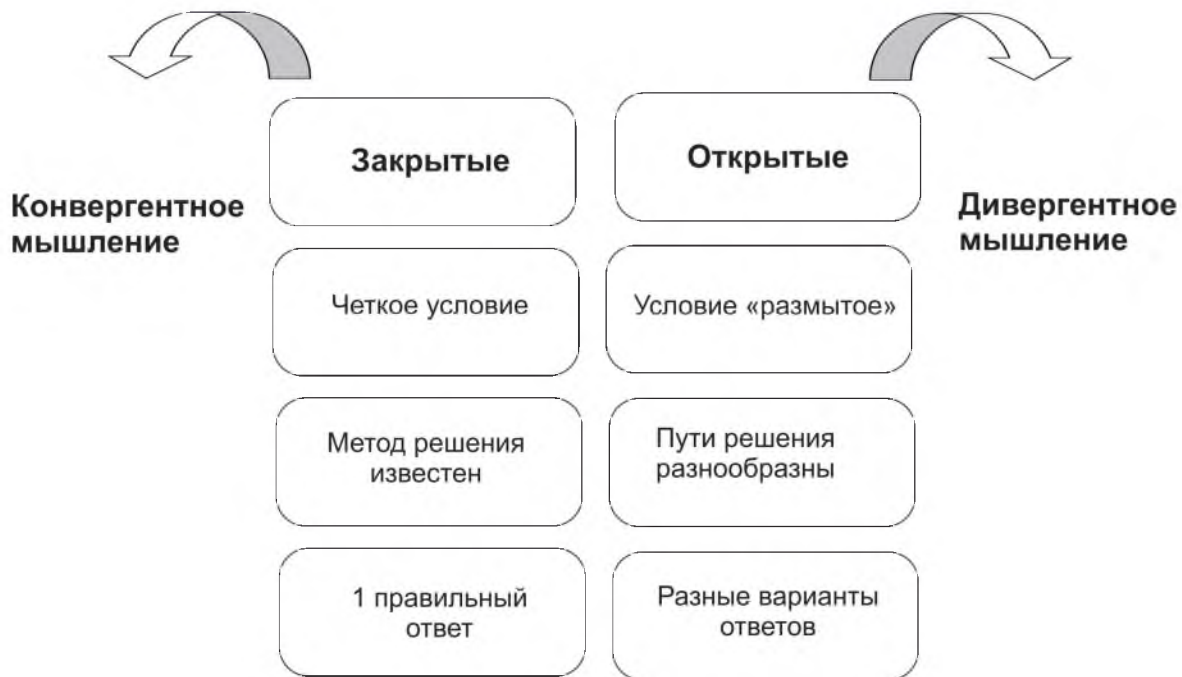 Закрытые
Открытые
Конвергентное
мышление
Дивергентное
мышление
Четкое условие
Условие «размытое»
Метод решения
известен
Пути решения
разнообразны
1 правильный
ответ
Разные варианты
ответов